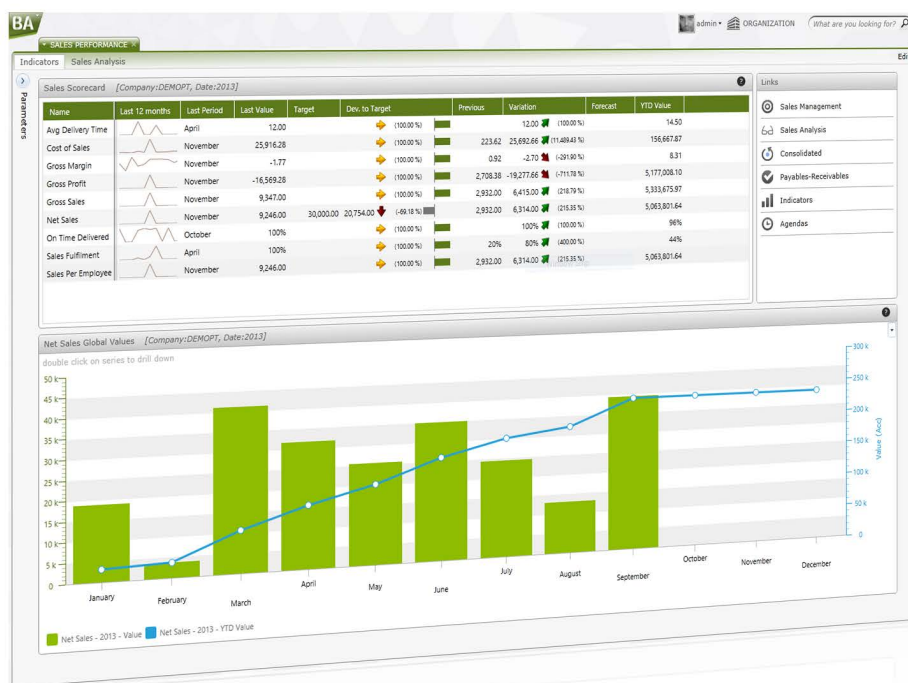 BA
admin
ORGANIZATION
What are you looking for?
SALES PERFORMANCE
Indicators Sales Analysis
Parameters
Sales Scorecard [Company:DEMOPT, Date:2013]
Name Last 12 months Last Period Last Value Target Dev. to Target Previous Variation Forecast YTD Value
Avg Delivery Time April 12.00 (100.00 %) 12.00 (100.00 %) 14.50
Cost of Sales November 25,916.28 (100.00 %) 223.62 25,692.66 (11,489.43 %) 156,667.87
Gross Margin November -1.77 (100.00 %) 0.92 -2.70 (-291.90 %) 8.31
Gross Profit November -16,569.28 (100.00 %) 2,708.38 -19,277.66 (-711.78 %) 5,177,008.10
Gross Sales November 9,347.00 (100.00 %) 2,932.00 6,415.00 (218.79 %) 5,333,675.97
Net Sales November 9,246.00 30,000.00 20,754.00 (-69.18 %) 2,932.00 6,314.00 (215.35 %) 5,063,801.64
On Time Delivered October 100% (100.00 %) 100% (100.00 %) 96%
Sales Fulfilment April 100% (100.00 %) 20% 80% (400.00 %) 44%
Sales Per Employee November 9,246.00 (100.00 %) 2,932.00 6,314.00 (215.35 %) 5,063,801.64
Links
Sales Management
Sales Analysis
Consolidated
Payables-Receivables
Indicators
Agendas
Net Sales Global Values [Company:DEMOPT, Date:2013]
double click on series to drill down
50 k
45 k
40 k
35 k
30 k
25 k
20 k
15 k
10 k
5 k
0
300 k
250 k
200 k
150 k
100 k
50 k
0
Value (Acc)
January February March April May June July August September October November December
Net Sales - 2013 - Value Net Sales - 2013 - YTD Value